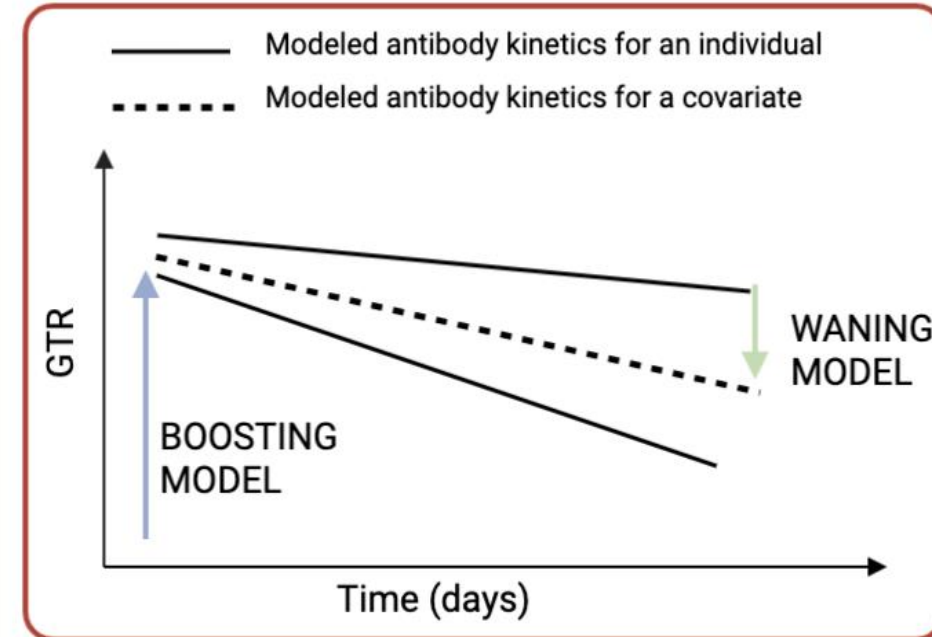 Modeled antibody kinetics for an individual
Modeled antibody kinetics for a covariate
GTR
WANING
MODEL
BOOSTING
MODEL
Time (days)